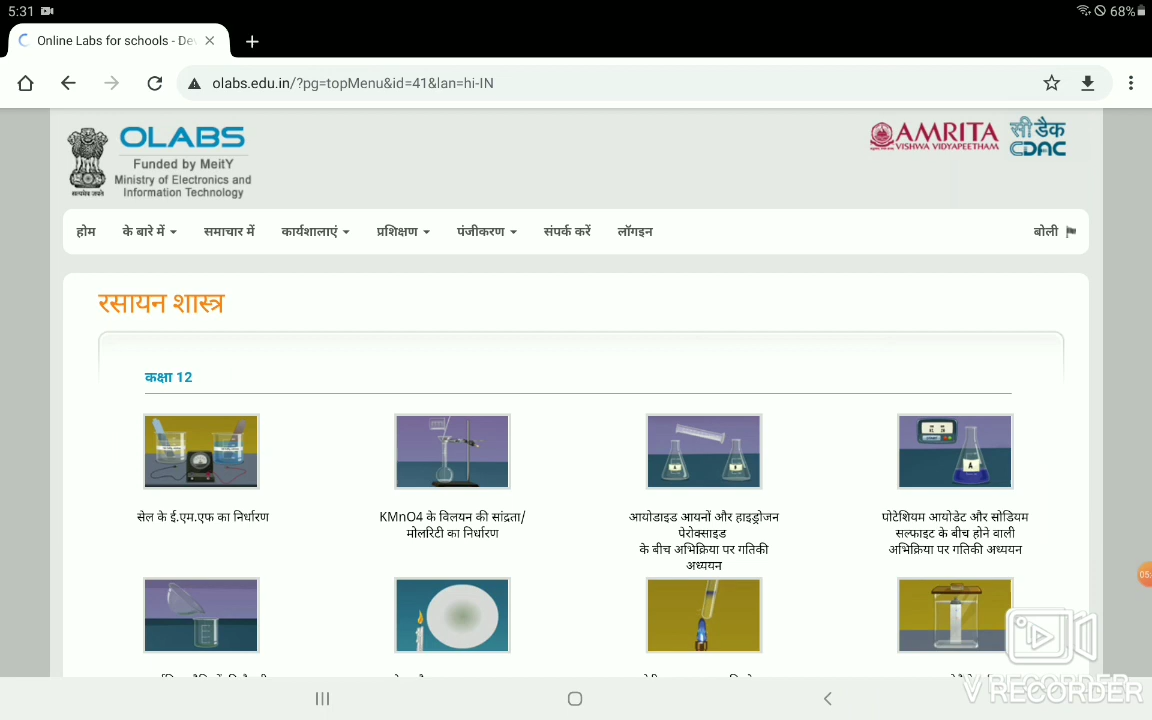 5:31
68%
Online Labs for schools - De
olabs.edu.in/?pg=topMenu&id=41&lan=hi-IN
OLABS
Funded by MeitY
Ministry of Electronics and
Information Technology
सत्यमेव जयते
AMRITA
VISHWA VIDYAPEETHAM
सी डैक
CDAC
होम के बारे में समाचार में कार्यशालाएं प्रशिक्षण पंजीकरण संपर्क करें लॉगइन बोली
रसायन शास्त्र
कक्षा 12
A
B
A
सेल के ई.एम.एफ का निर्धारण
KMnO4 के विलयन की सांद्रता/
मोलरिटी का निर्धारण
आयोडाइड आयनों और हाइड्रोजन
पेरोक्साइड
के बीच अभिक्रिया पर गतिकी
अध्ययन
पोटेशियम आयोडेट और सोडियम
सल्फाइट के बीच होने वाली
अभिक्रिया पर गतिकी अध्ययन
V RECORDER